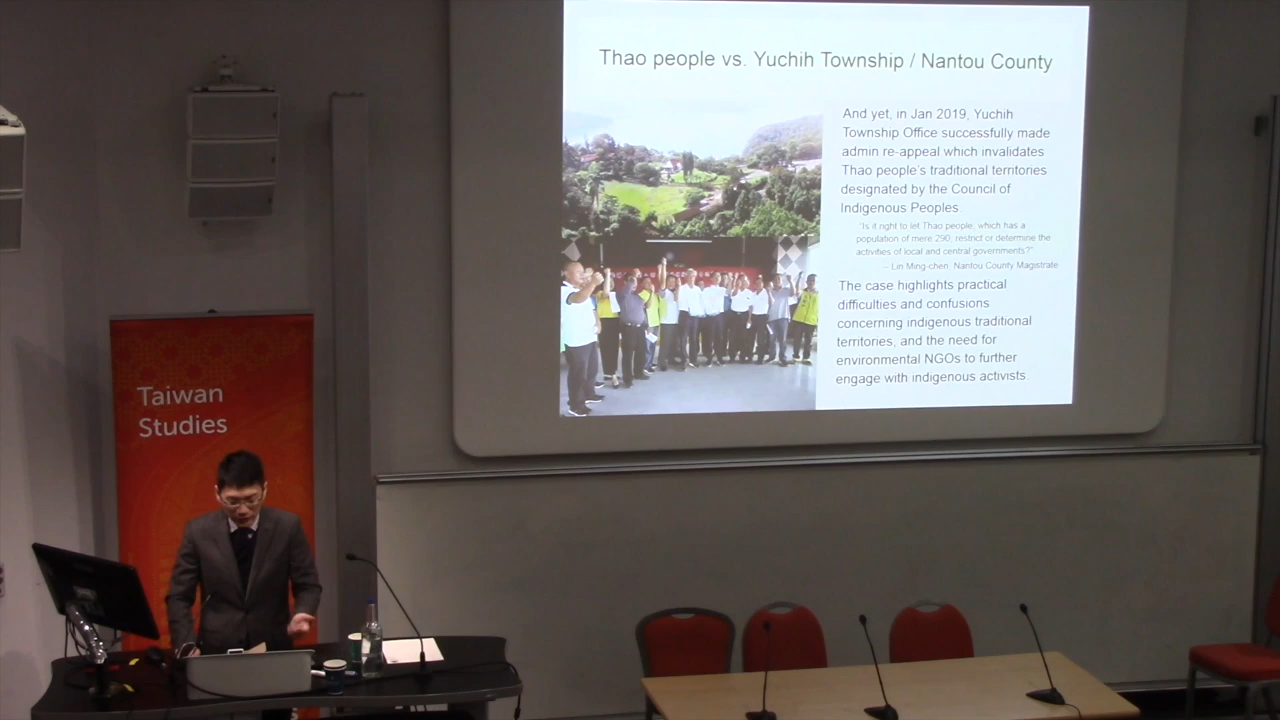 Thao people vs. Yuchih Township / Nantou County
And yet, in Jan 2019, Yuchih
Township Office successfully made
admin re-appeal which invalidates
Thao people's traditional territories
designated by the Council of
Indigenous Peoples.
"Is it right to let Thao people, which has a
population of mere 290, restrict or determine the
activities of local and central governments?"
– Lin Ming-chen, Nantou County Magistrate
The case highlights practical
difficulties and confusions
concerning indigenous traditional
territories, and the need for
environmental NGOs to further
engage with indigenous activists.
Taiwan
Studies